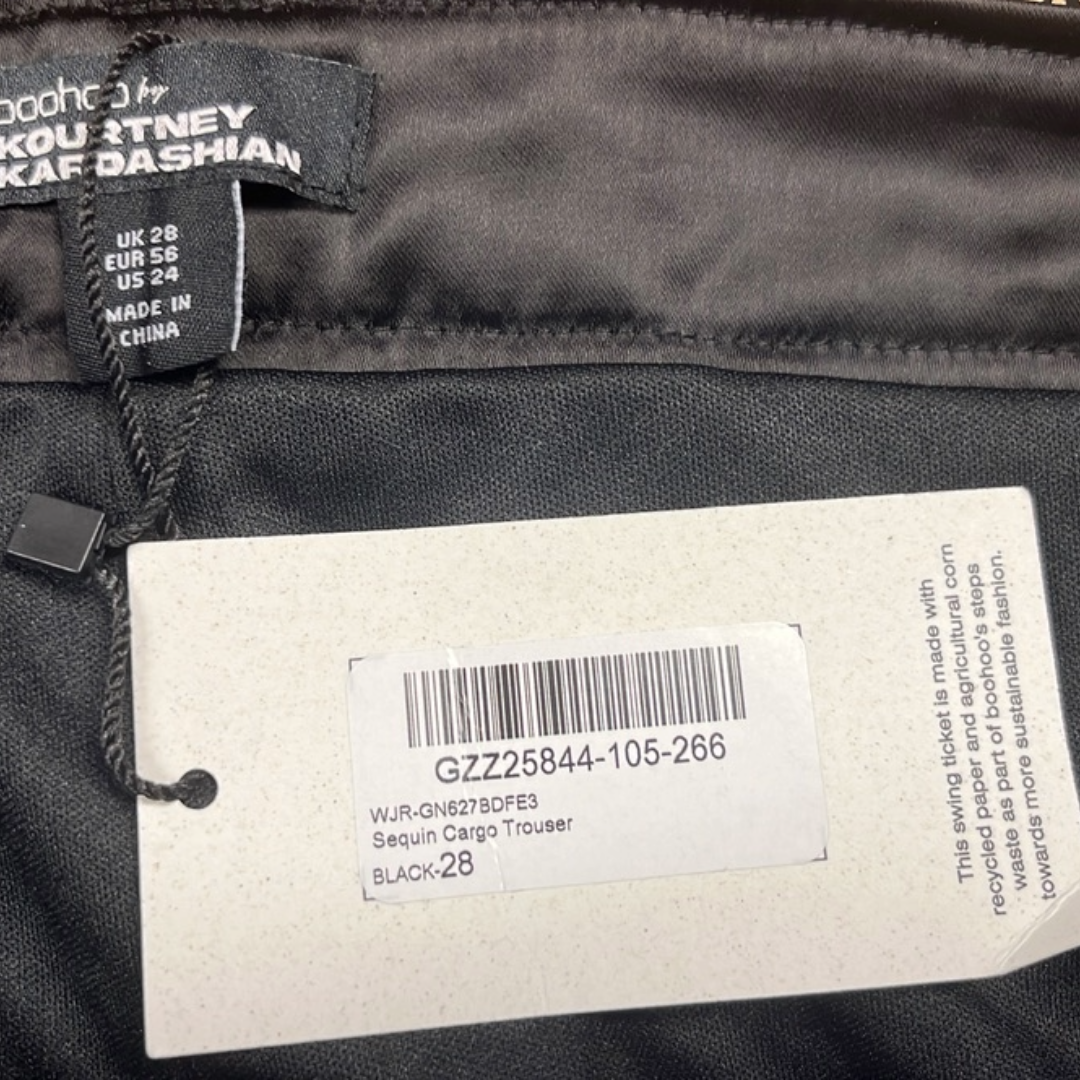 boohoo by
KOURTNEY
KARDASHIAN
UK 28
EUR 56
US 24
MADE IN
CHINA
GZZ25844-105-266
WJR-GN627BDFE3
Sequin Cargo Trouser
BLACK-28
This swing ticket is made with
recycled paper and agricultural corn
waste as part of boohoo's steps
towards more sustainable fashion.